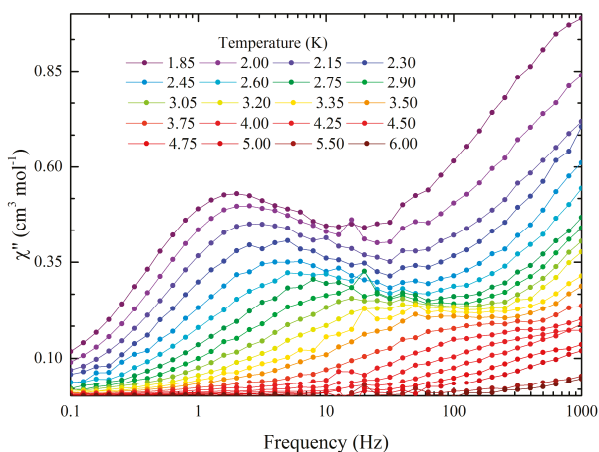 Temperature (K)
1.85 2.00 2.15 2.30
2.45 2.60 2.75 2.90
3.05 3.20 3.35 3.50
3.75 4.00 4.25 4.50
4.75 5.00 5.50 6.00
0.85
0.60
0.35
0.10
χ" (cm³ mol⁻¹)
0.1 1 10 100 1000
Frequency (Hz)